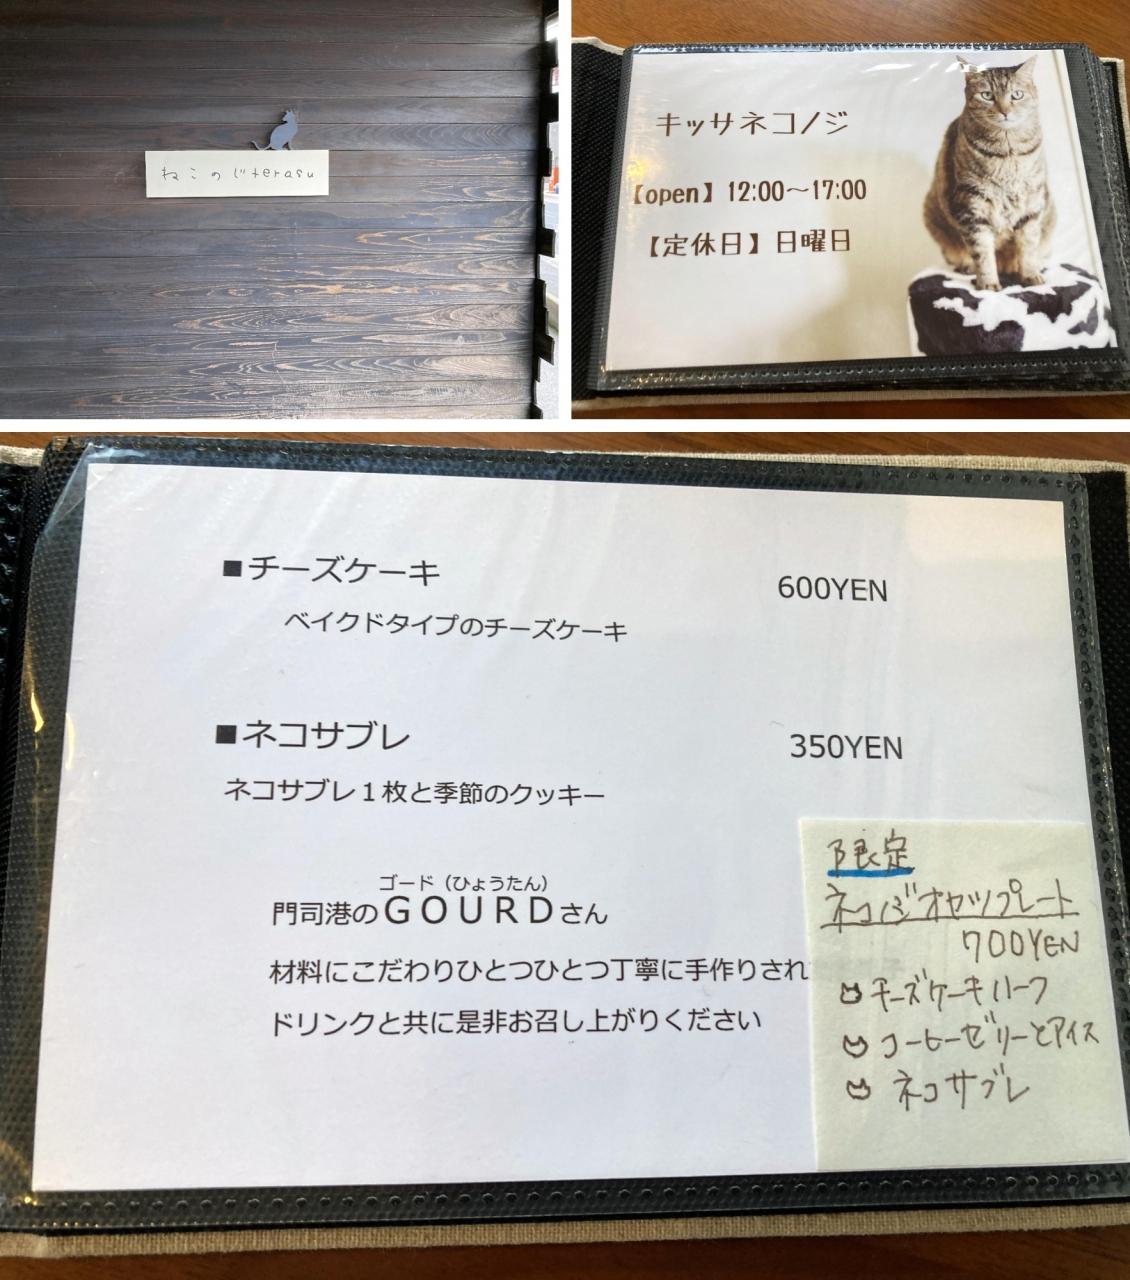 ねこのじterasu
キッサネコノジ
【open】12:00～17:00
【定休日】日曜日
■チーズケーキ 600YEN
ベイクドタイプのチーズケーキ
■ネコサブレ 350YEN
ネコサブレ１枚と季節のクッキー
ゴード（ひょうたん）
門司港のＧＯＵＲＤさん
材料にこだわりひとつひとつ丁寧に手作りされ
ドリンクと共に是非お召し上がりください
限定
ネコノジオヤツプレート
700YEN
チーズケーキハーフ
コーヒーゼリーとアイス
ネコサブレ